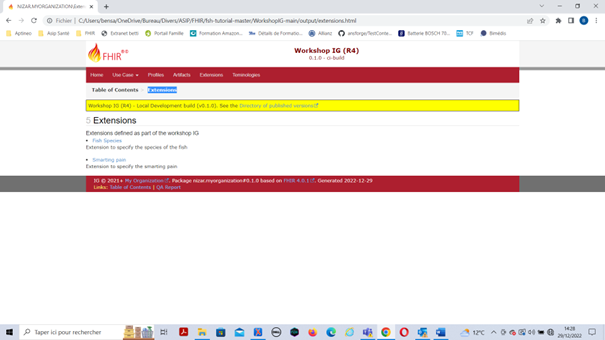 NIZAR.MYORGANIZATION\Exten
Fichier | C:/Users/bensa/OneDrive/Bureau/Divers/ASIP/FHIR/fsh-tutorial-master/WorkshopIG-main/output/extensions.html
Aptineo Asip Santé FHIR Extranet berth Portail Famille Formation Amazon... Détails de Formatio... Allianz ansforge/TestConte... Batterie BOSCH 75... TCF Bimédio
FHIR
Workshop IG (R4)
0.1.0 - ci-build
Home Use Case Profiles Artifacts Extensions Terminologies
Table of Contents Extensions
Workshop IG (R4) - Local Development build (v0.1.0). See the Directory of published versions
5 Extensions
Extensions defined as part of the workshop IG
• Fish Species
Extension to specify the species of the fish
• Smarting pain
Extension to specify the smarting pain
IG © 2021+ My Organization. Package nizar.myorganization#0.1.0 based on FHIR 4.0.1. Generated 2022-12-29
Links: Table of Contents | QA Report
Taper ici pour rechercher
DELL
12°C
14:28
29/12/2022